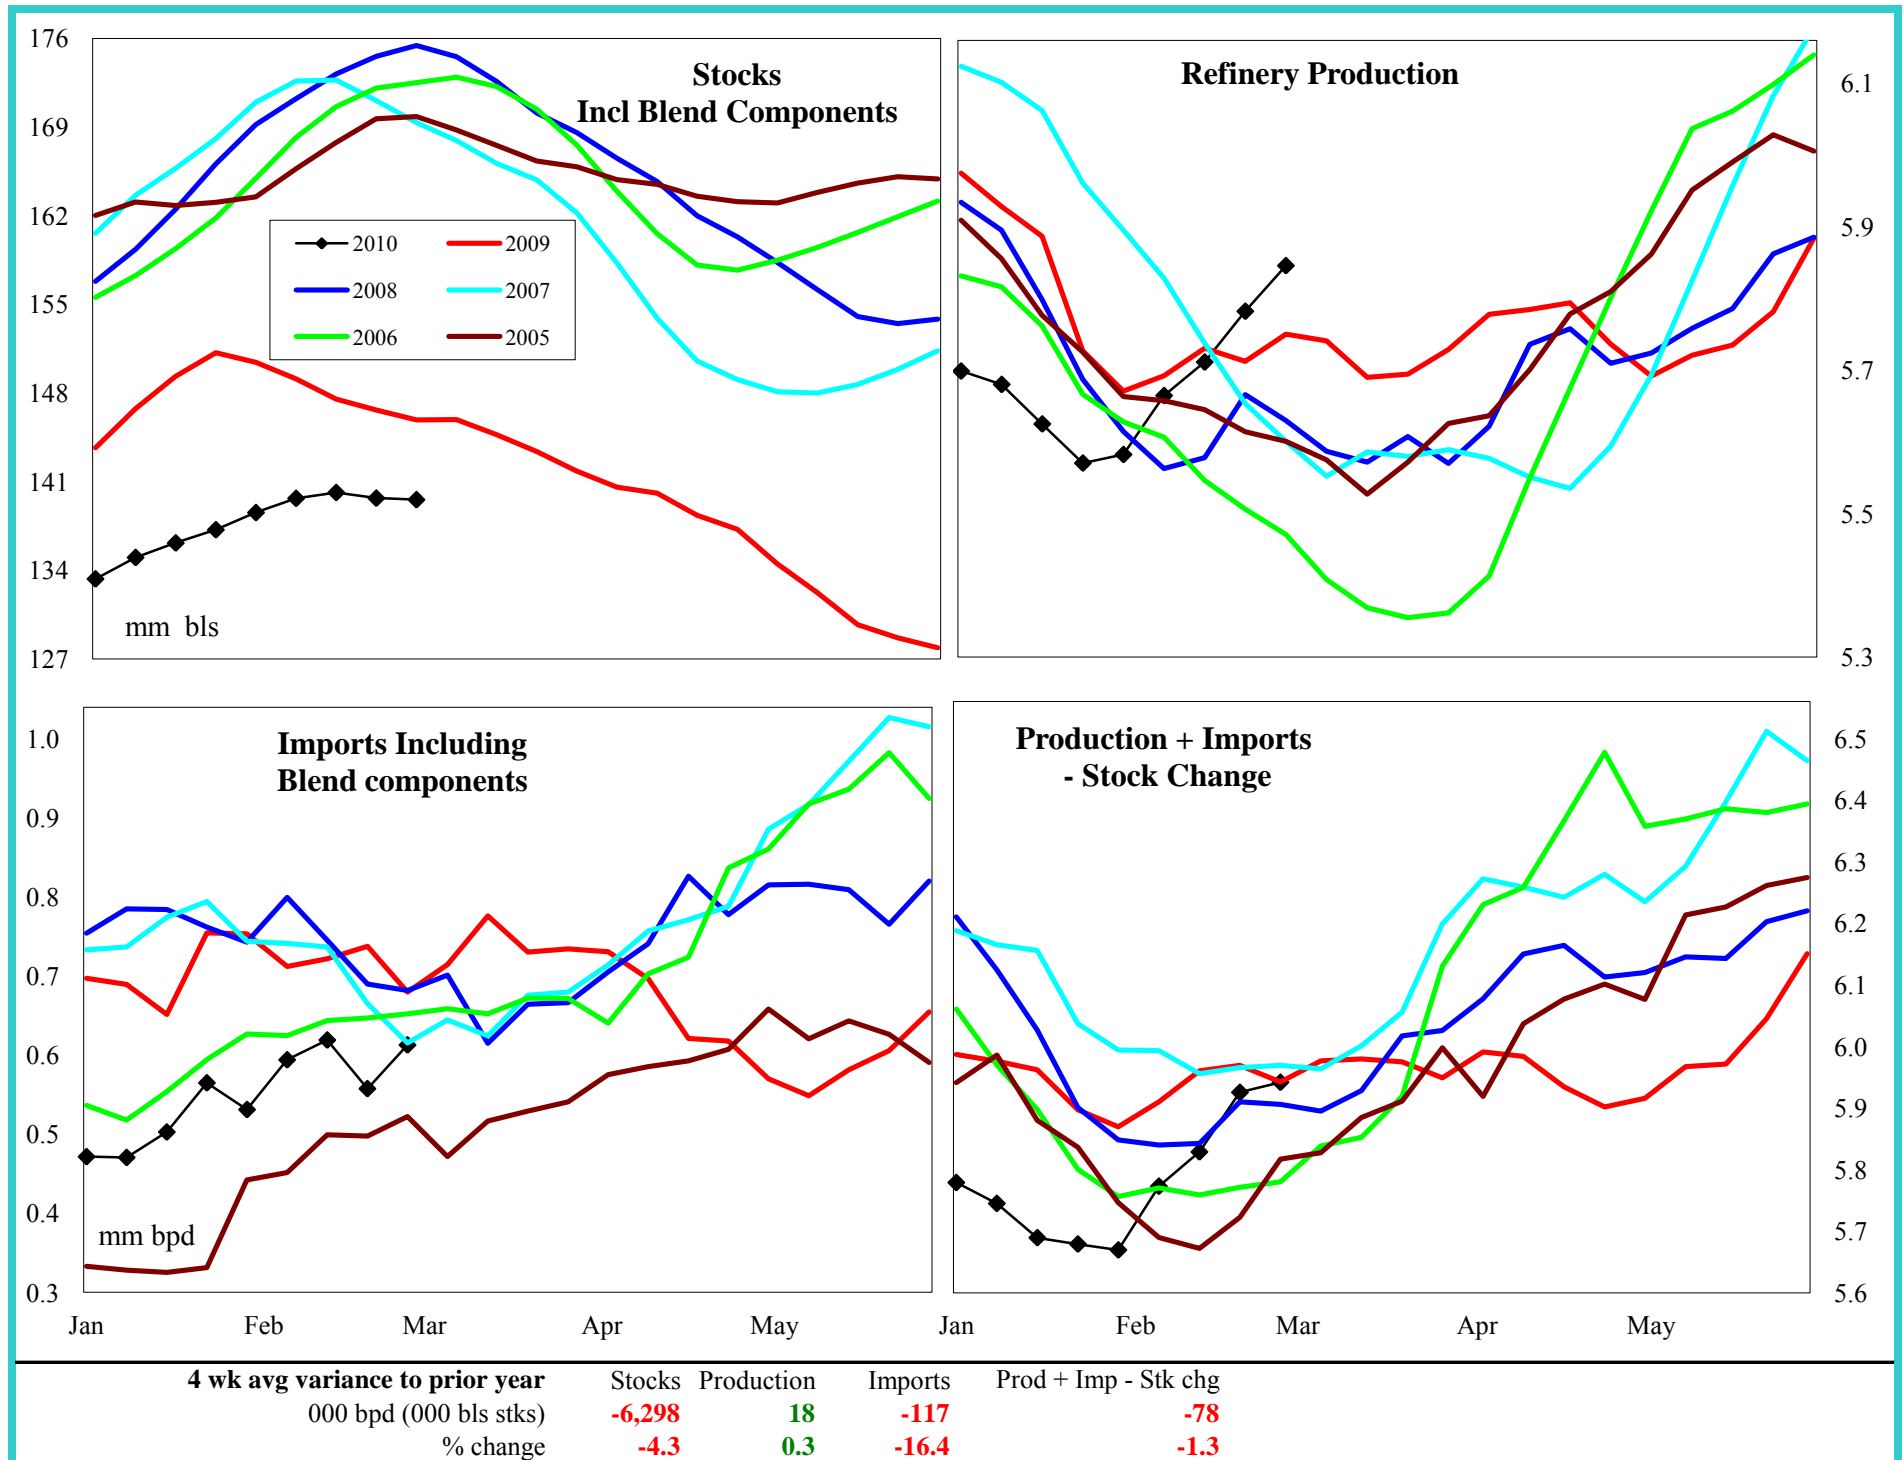 Stocks
Incl Blend Components
176
169
162
155
148
141
134
127
2010
2009
2008
2007
2006
2005
mm bls
Refinery Production
6.1
5.9
5.7
5.5
5.3
Imports Including
Blend components
1.0
0.9
0.8
0.7
0.6
0.5
0.4
0.3
mm bpd
Jan Feb Mar Apr May
Production + Imports
- Stock Change
6.5
6.4
6.3
6.2
6.1
6.0
5.9
5.8
5.7
5.6
Jan Feb Mar Apr May
4 wk avg variance to prior year Stocks Production Imports Prod + Imp - Stk chg
000 bpd (000 bls stks) -6,298 18 -117 -78
% change -4.3 0.3 -16.4 -1.3